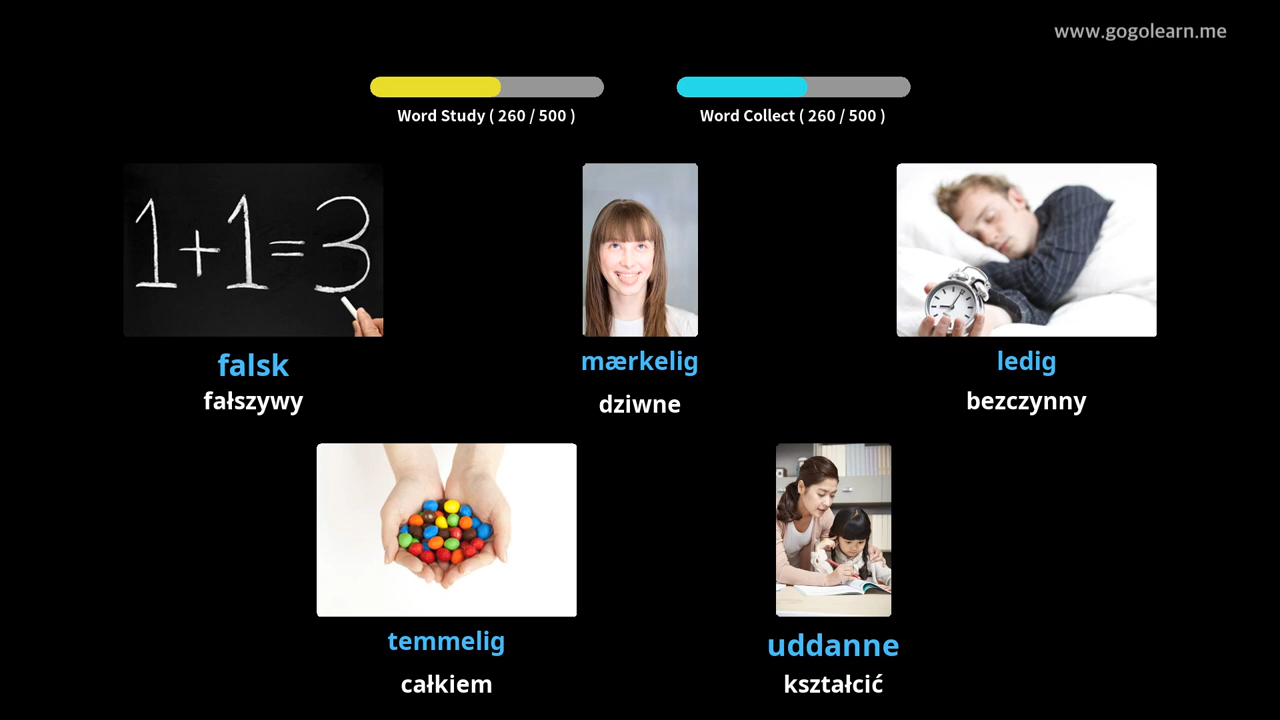 www.gogolearn.me
Word Study ( 260 / 500 )
Word Collect ( 260 / 500 )
1+1=3
falsk
fałszywy
mærkelig
dziwne
ledig
bezczynny
temmelig
całkiem
uddanne
kształcić